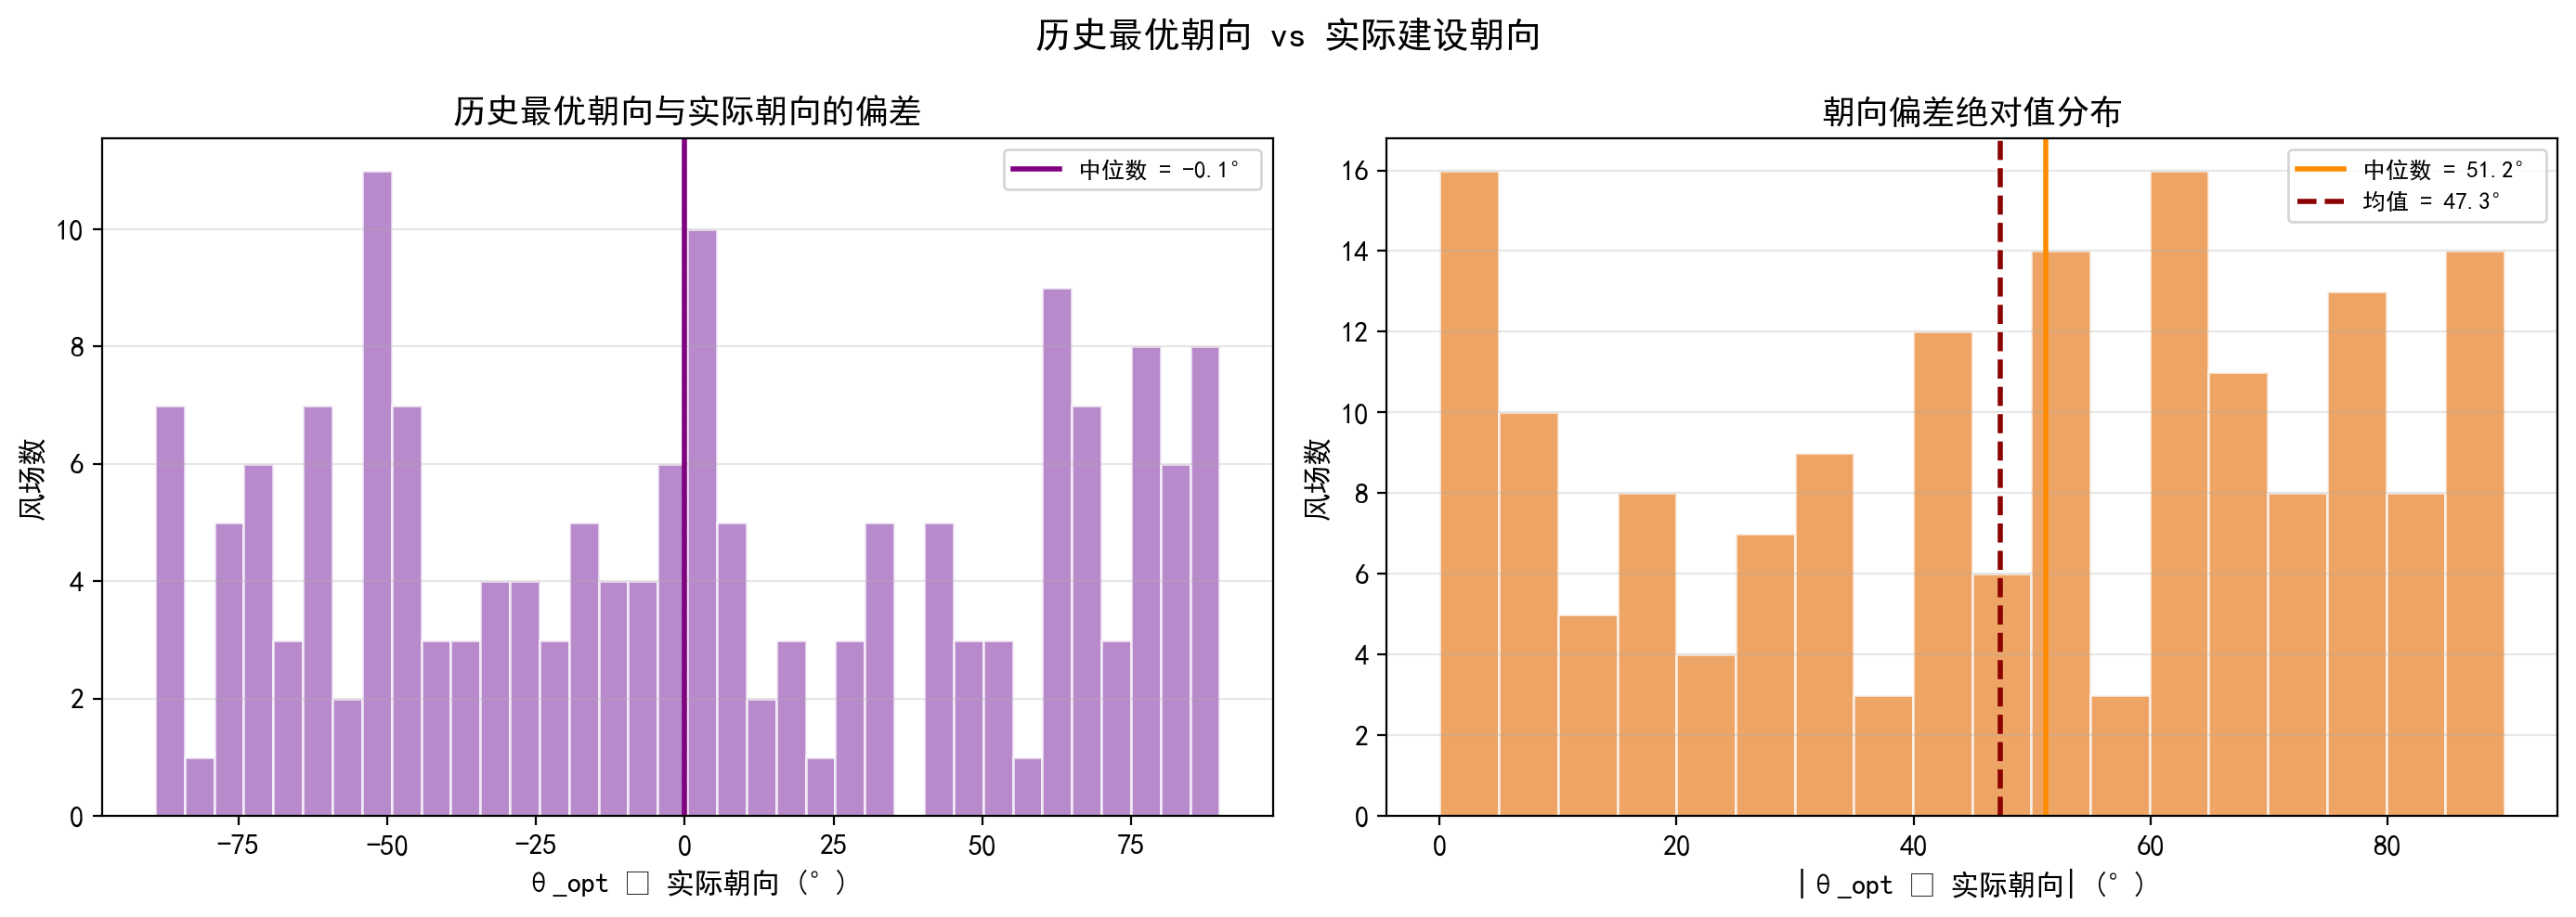 历史最优朝向 vs 实际建设朝向
历史最优朝向与实际朝向的偏差
中位数 = −0.1°
风场数
10
8
6
4
2
0
−75
−50
−25
0
25
50
75
θ_opt □ 实际朝向 (°)
朝向偏差绝对值分布
中位数 = 51.2°
均值 = 47.3°
风场数
16
14
12
10
8
6
4
2
0
0
20
40
60
80
|θ_opt □ 实际朝向| (°)